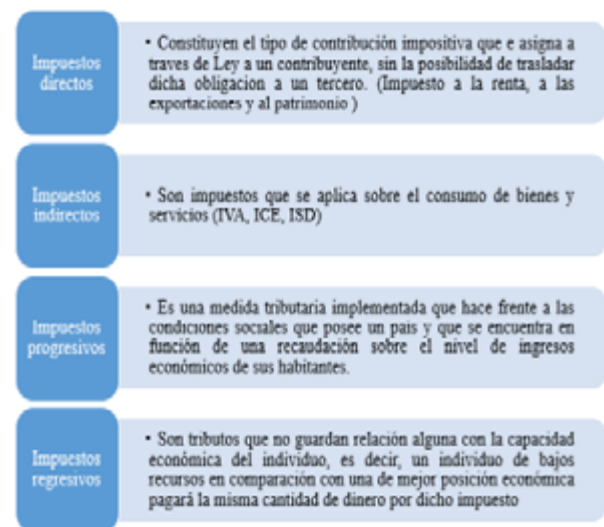 Impuestos
directos
• Constituyen el tipo de contribución impositiva que e asigna a
traves de Ley a un contribuyente, sin la posibilidad de trasladar
dicha obligacion a un tercero. (Impuesto a la renta, a las
exportaciones y al patrimonio )
Impuestos
indirectos
• Son impuestos que se aplica sobre el consumo de bienes y
servicios (IVA, ICE, ISD)
Impuestos
progresivos
• Es una medida tributaria implementada que hace frente a las
condiciones sociales que posee un pais y que se encuentra en
función de una recaudación sobre el nivel de ingresos
económicos de sus habitantes.
Impuestos
regresivos
• Son tributos que no guardan relación alguna con la capacidad
económica del individuo, es decir, un individuo de bajos
recursos en comparación con una de mejor posición económica
pagará la misma cantidad de dinero por dicho impuesto